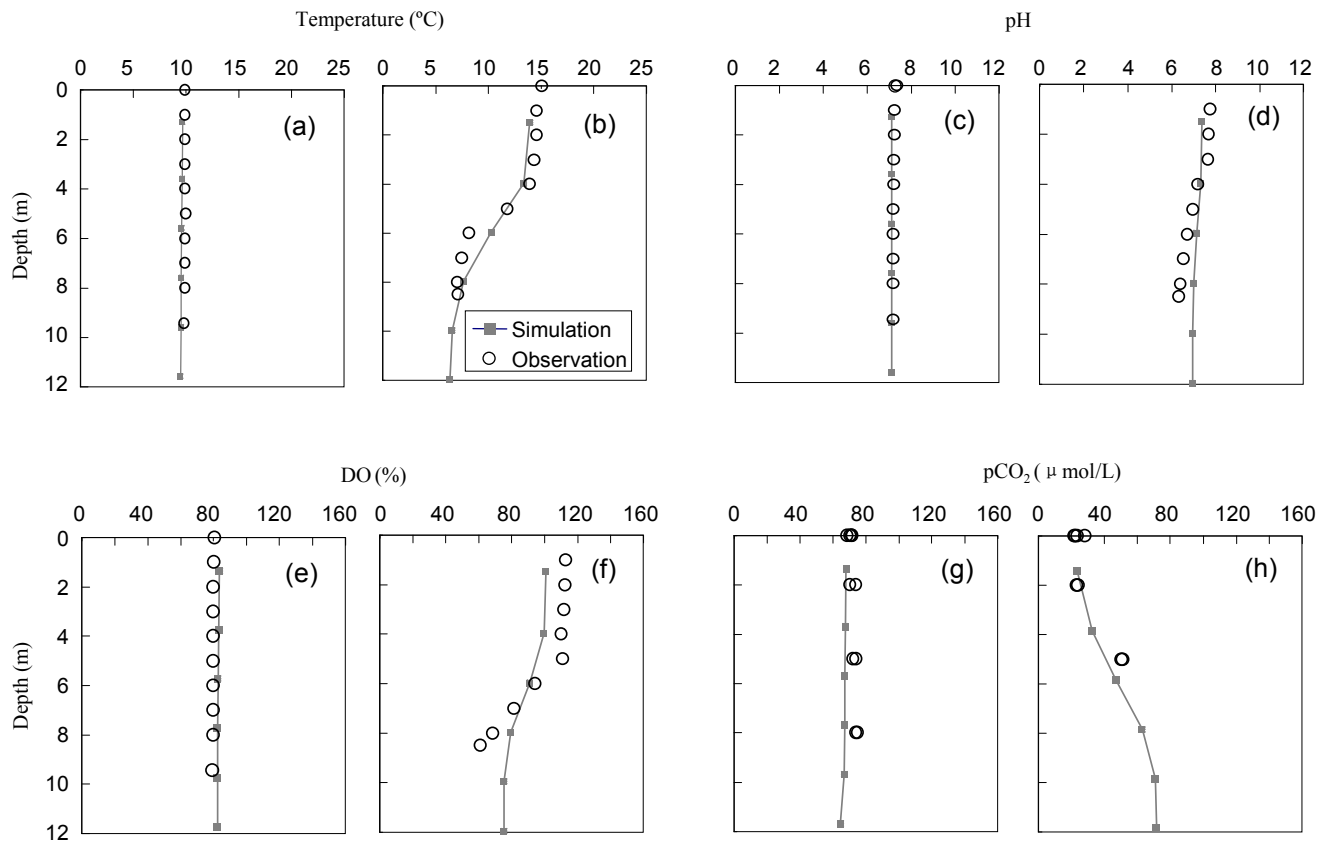 Temperature (ºC)
pH
0 5 10 15 20 25
0 5 10 15 20 25
0 2 4 6 8 10 12
0 2 4 6 8 10 12
0
2
4
6
8
10
12
Depth (m)
(a)
(b)
(c)
(d)
Simulation
Observation
DO (%)
pCO2 ( μ mol/L)
0 40 80 120 160
0 40 80 120 160
0 40 80 120 160
0 40 80 120 160
0
2
4
6
8
10
12
Depth (m)
(e)
(f)
(g)
(h)